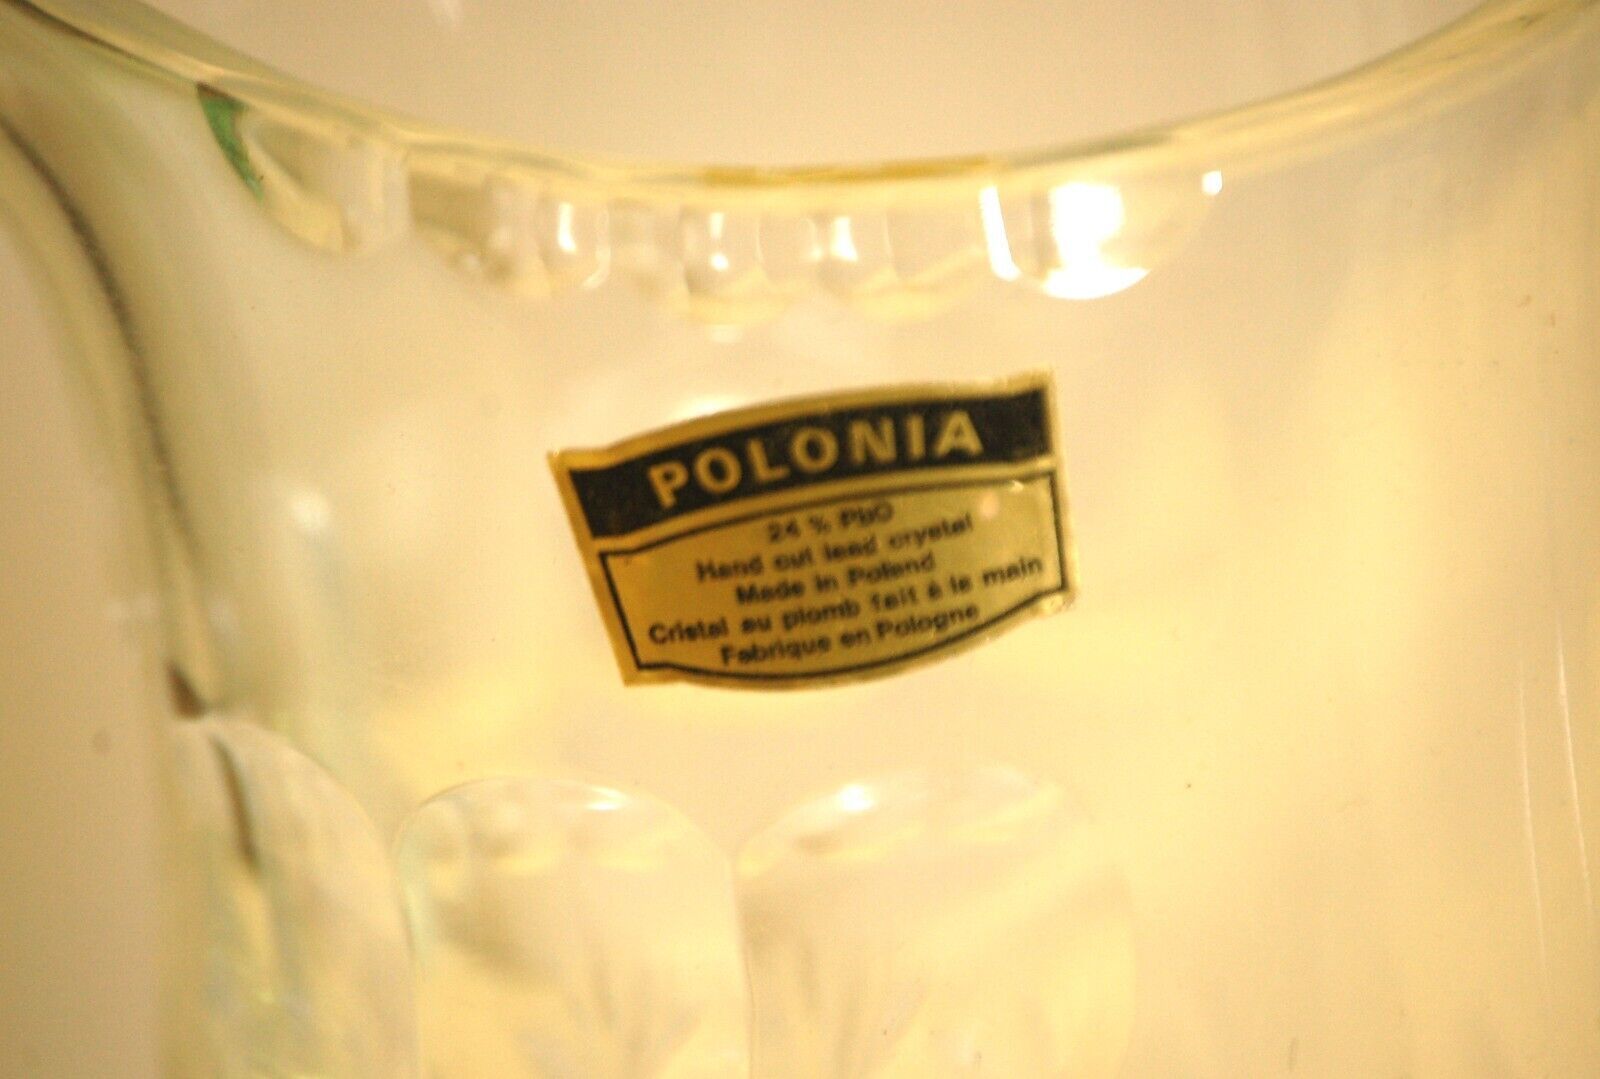 POLONIA
24 % PbO
Hand cut lead crystal
Made in Poland
Cristal au plomb fait à la main
Fabrique en Pologne